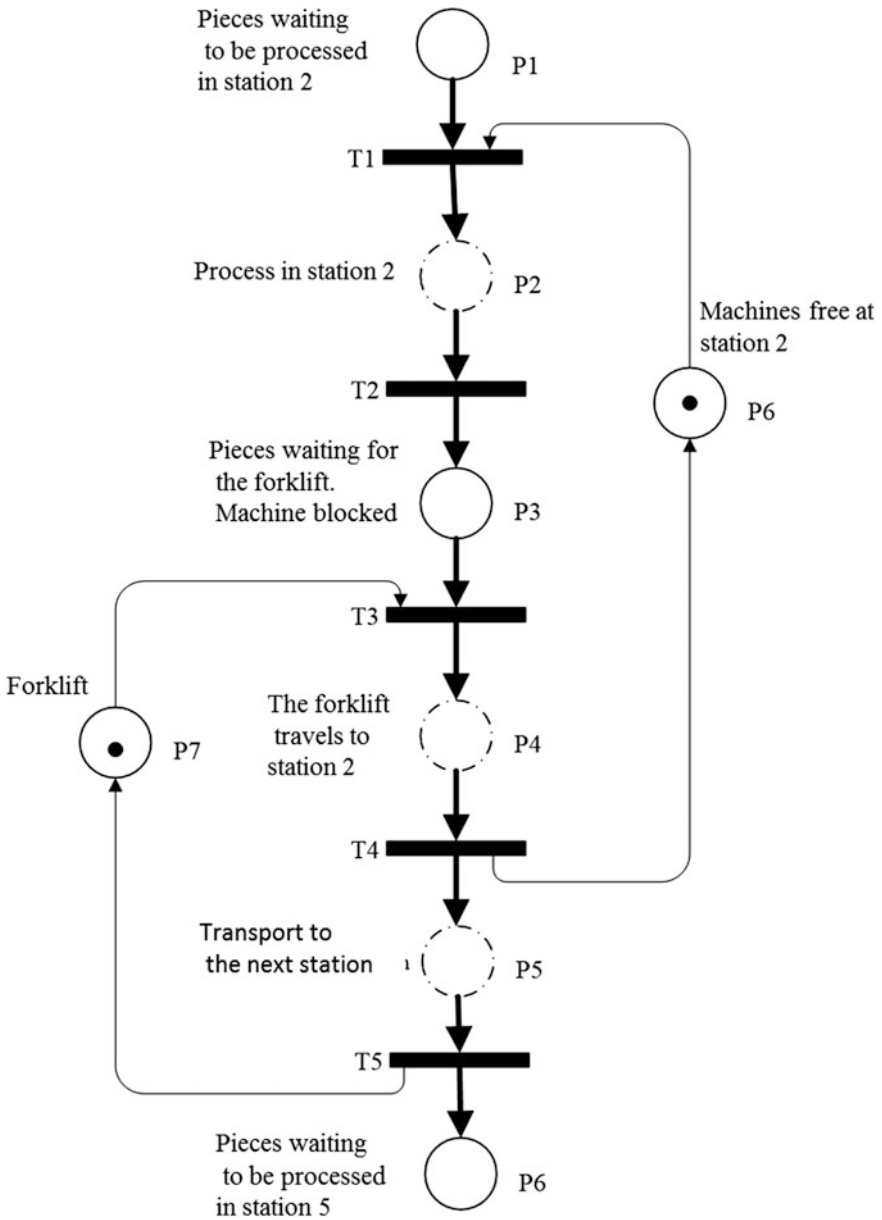 Pieces waiting
to be processed
in station 2
P1
T1
Process in station 2
P2
Machines free at
station 2
P6
T2
Pieces waiting for
the forklift.
Machine blocked
P3
T3
Forklift
P7
The forklift
travels to
station 2
P4
T4
Transport to
the next station
P5
T5
Pieces waiting
to be processed
in station 5
P6